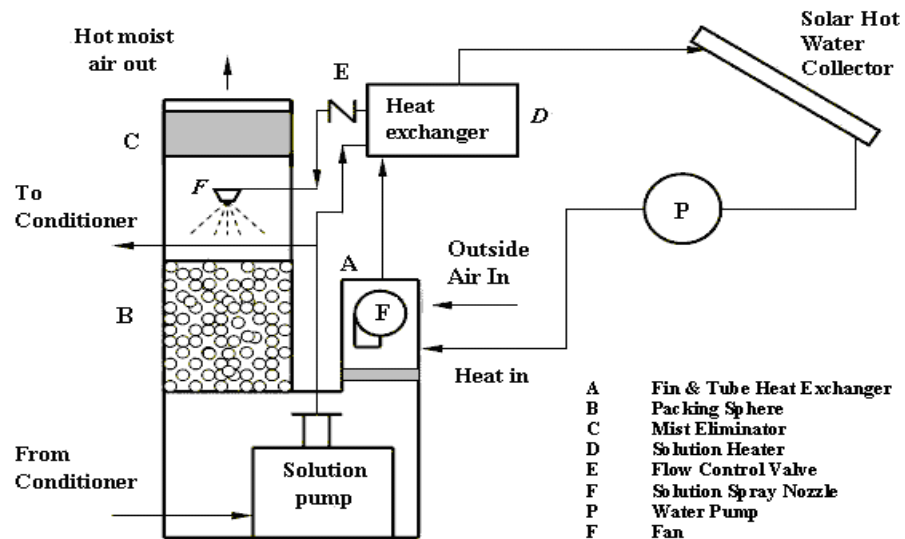 Hot moist
air out
E
Solar Hot
Water
Collector
Heat
exchanger
D
C
F
To
Conditioner
P
Outside
Air In
A
F
B
Heat in
From
Conditioner
Solution
pump
A Fin & Tube Heat Exchanger
B Packing Sphere
C Mist Eliminator
D Solution Heater
E Flow Control Valve
F Solution Spray Nozzle
P Water Pump
F Fan